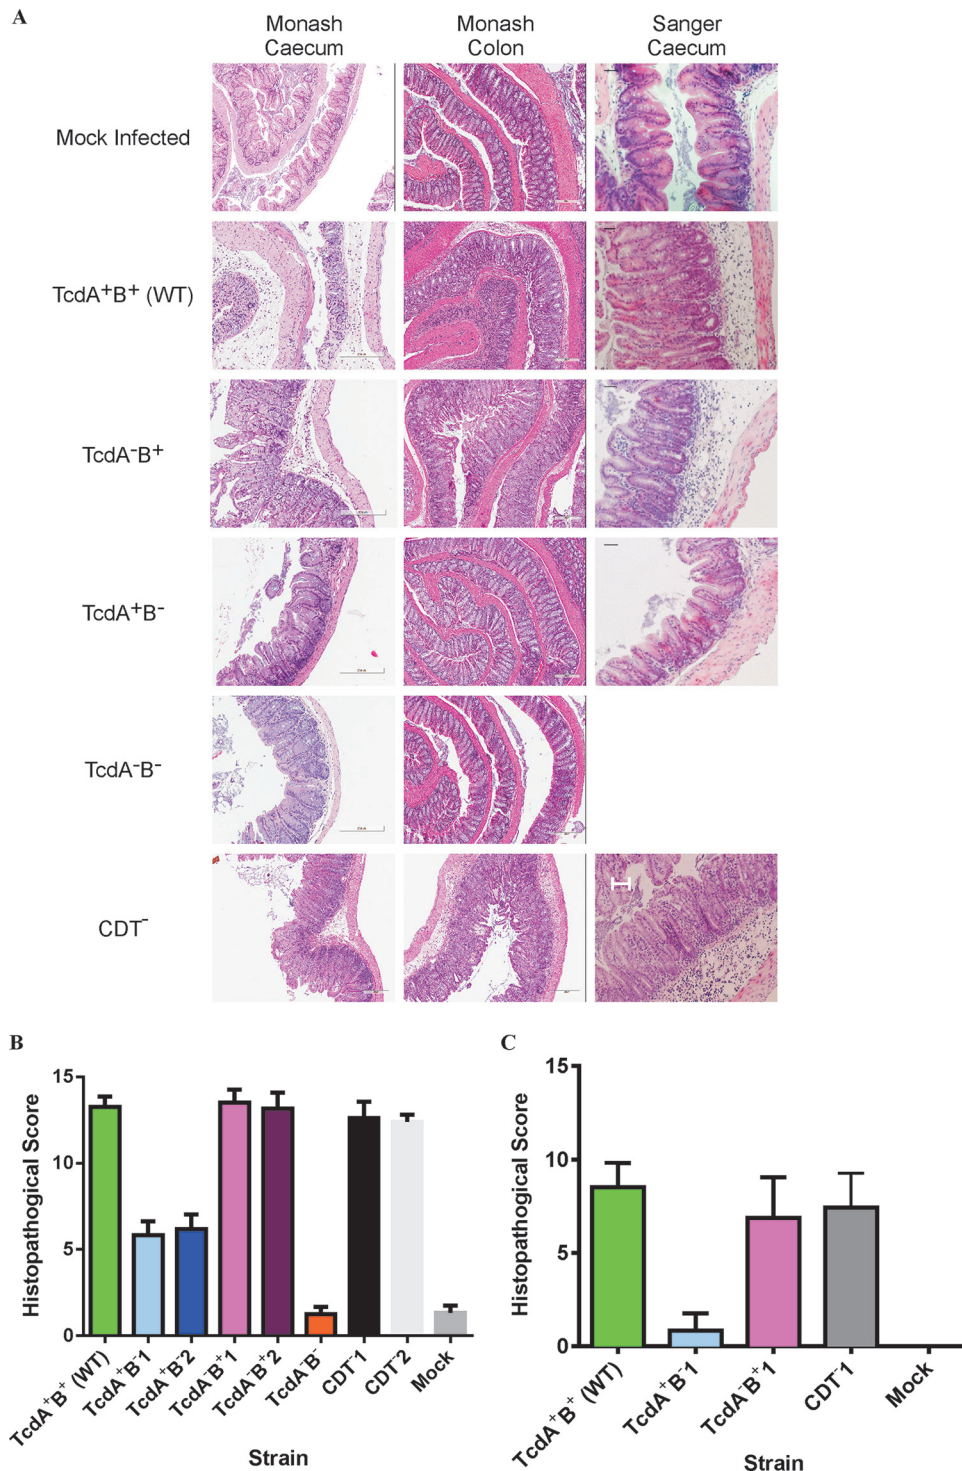 A
Monash
Caecum
Monash
Colon
Sanger
Caecum
Mock Infected
TcdA⁺B⁺ (WT)
TcdA⁻B⁺
TcdA⁺B⁻
TcdA⁻B⁻
CDT⁻
B
15
10
5
0
Histopathogical Score
TcdA⁺B⁺ (WT)
TcdA⁺B⁻1
TcdA⁺B⁻2
TcdA⁻B⁺1
TcdA⁻B⁺2
TcdA⁻B⁻
CDT⁻1
CDT⁻2
Mock
Strain
C
15
10
5
0
Histopathogical Score
TcdA⁺B⁺ (WT)
TcdA⁺B⁻1
TcdA⁻B⁺1
CDT⁻1
Mock
Strain